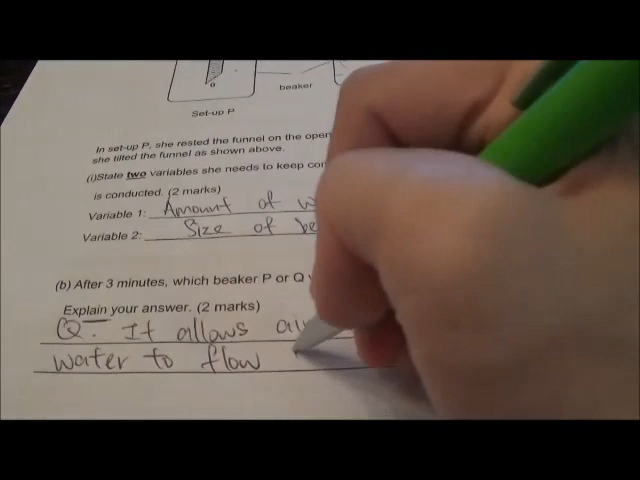 0
beaker
Set-up P
In set-up P, she rested the funnel on the open
she tilted the funnel as shown above.
(i)State two variables she needs to keep con
is conducted. (2 marks)
Variable 1: Amount of w
Variable 2: Size of be
(b) After 3 minutes, which beaker P or Q
Explain your answer. (2 marks)
Q. It allows
water to flow